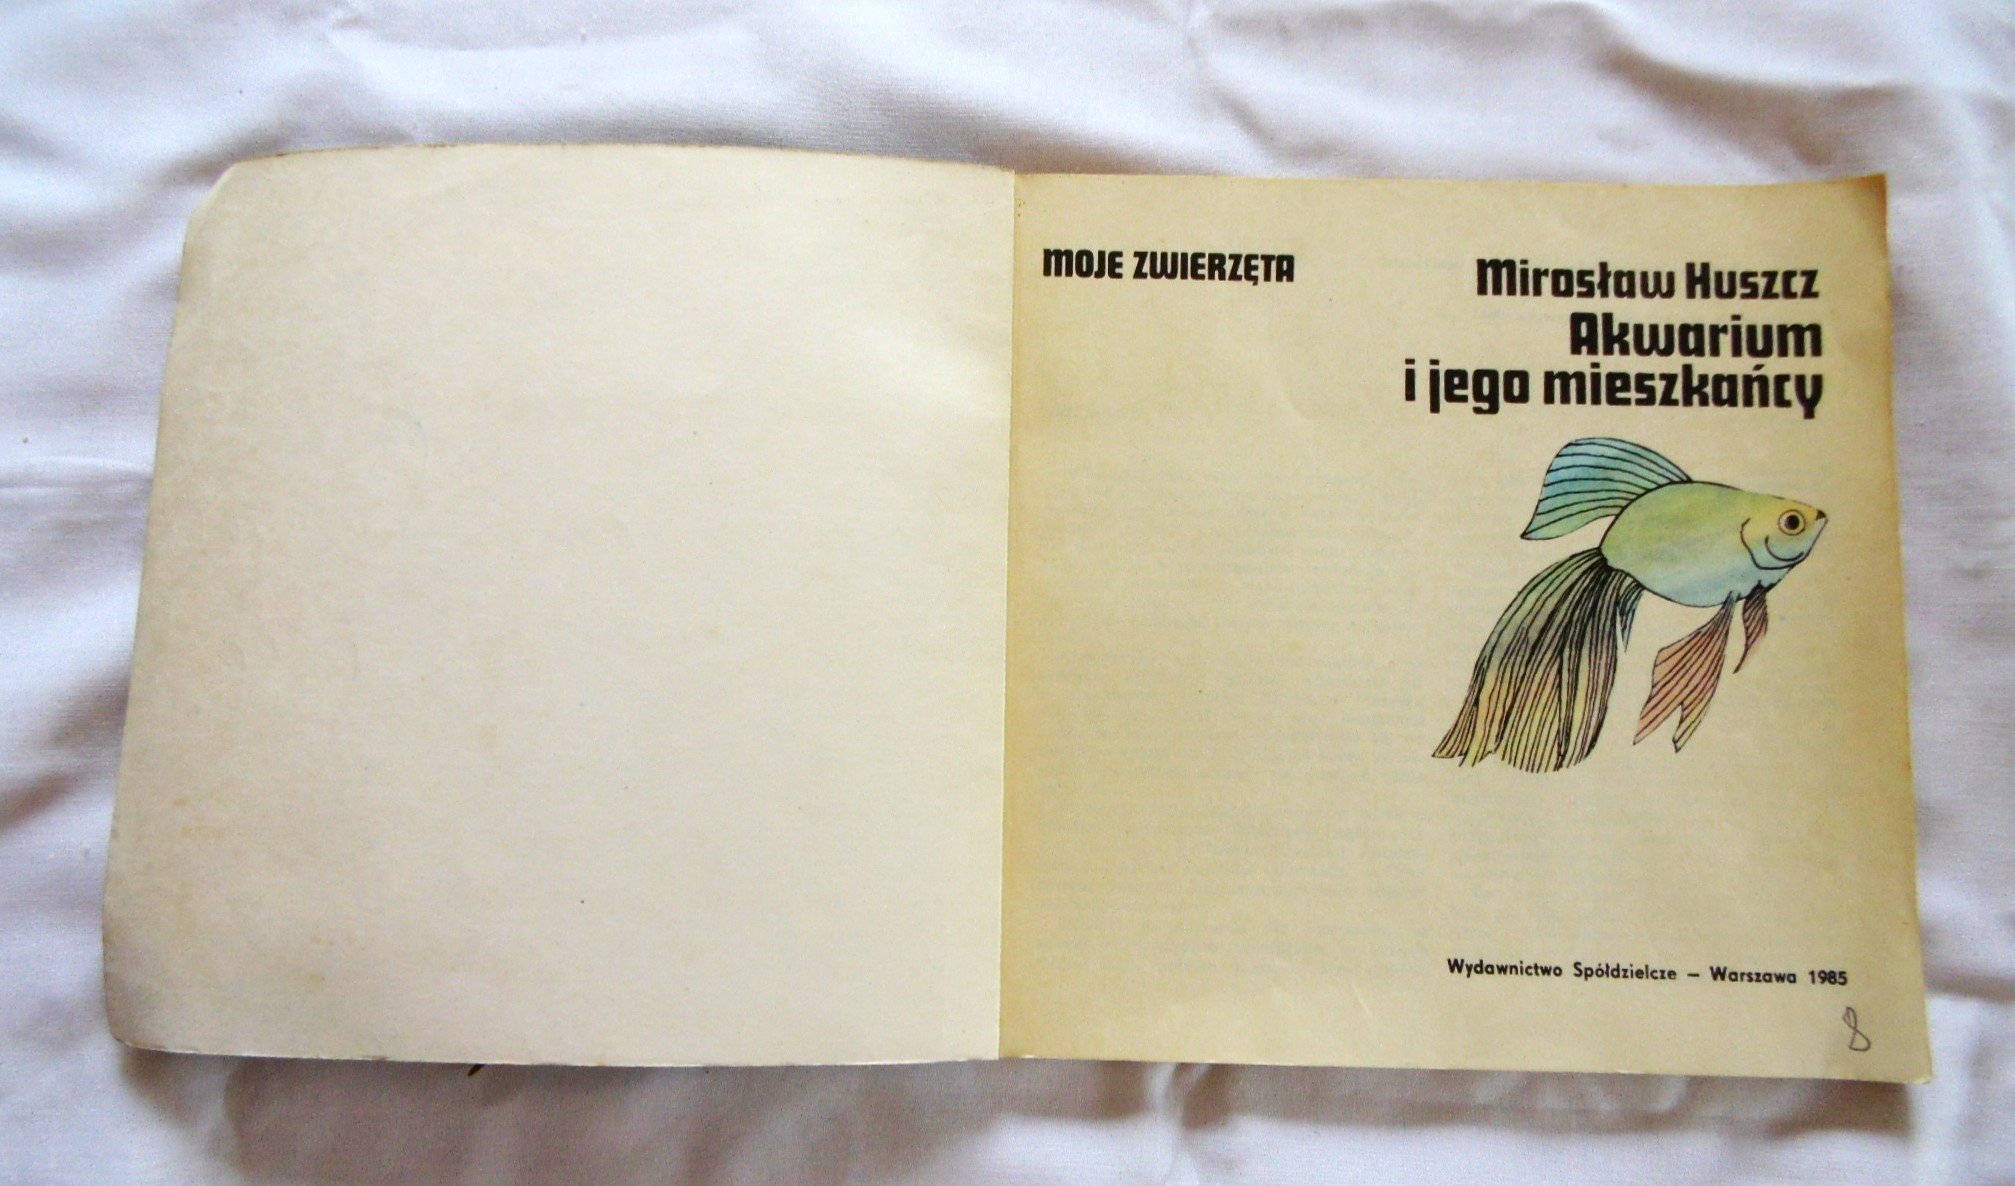 MOJE ZWIERZĘTA
Mirosław Huszcz
Akwarium
i jego mieszkańcy
Wydawnictwo Spółdzielcze – Warszawa 1985
8